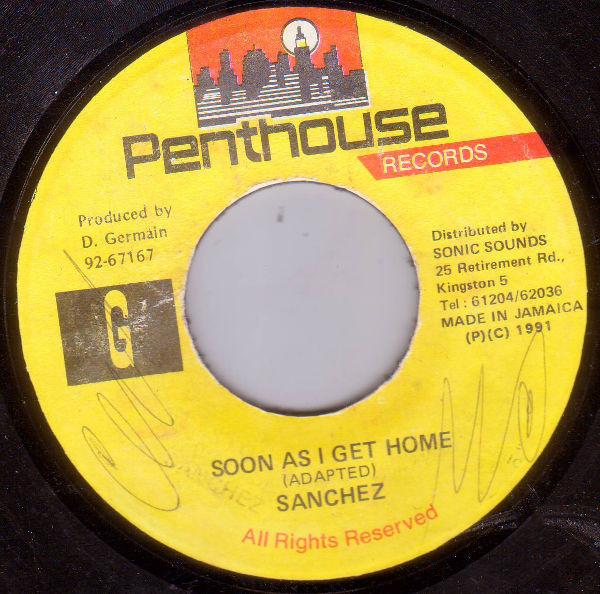 Penthouse
RECORDS
Produced by
D. Germain
92-67167
G
Distributed by
SONIC SOUNDS
25 Retirement Rd.,
Kingston 5
Tel : 61204/62036
MADE IN JAMAICA
(P)(C) 1991
SOON AS I GET HOME
(ADAPTED)
SANCHEZ
All Rights Reserved